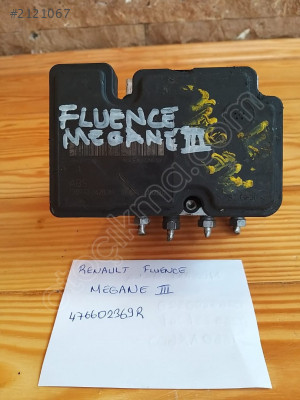 #2121067
FLUENCE
MEGANE III
RENAULT FLUENCE
MEGANE III
476602369R